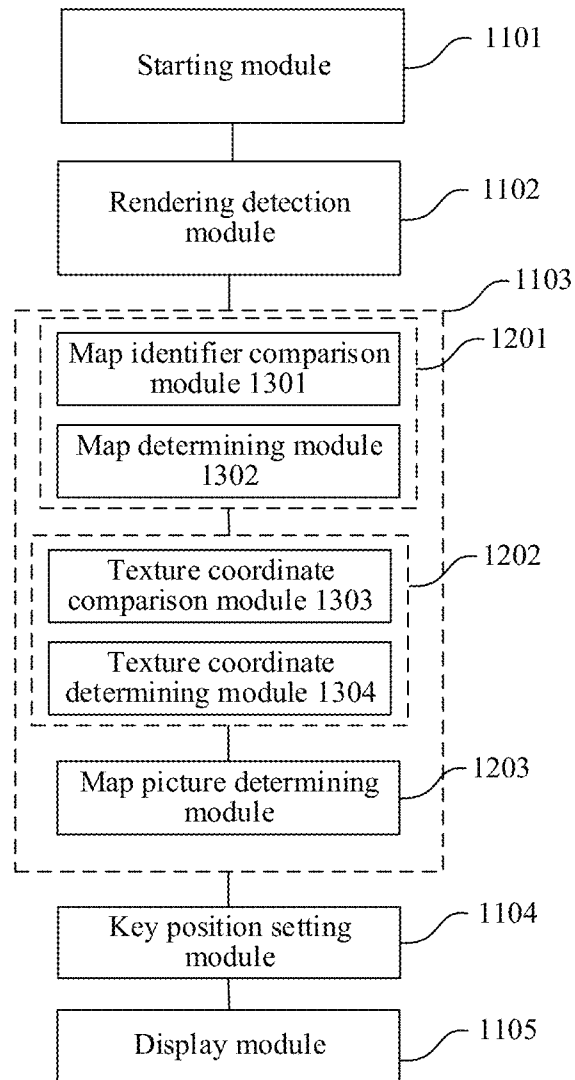 Starting module
1101
Rendering detection
module
1102
1103
Map identifier comparison
module 1301
1201
Map determining module
1302
Texture coordinate
comparison module 1303
1202
Texture coordinate
determining module 1304
Map picture determining
module
1203
Key position setting
module
1104
Display module
1105